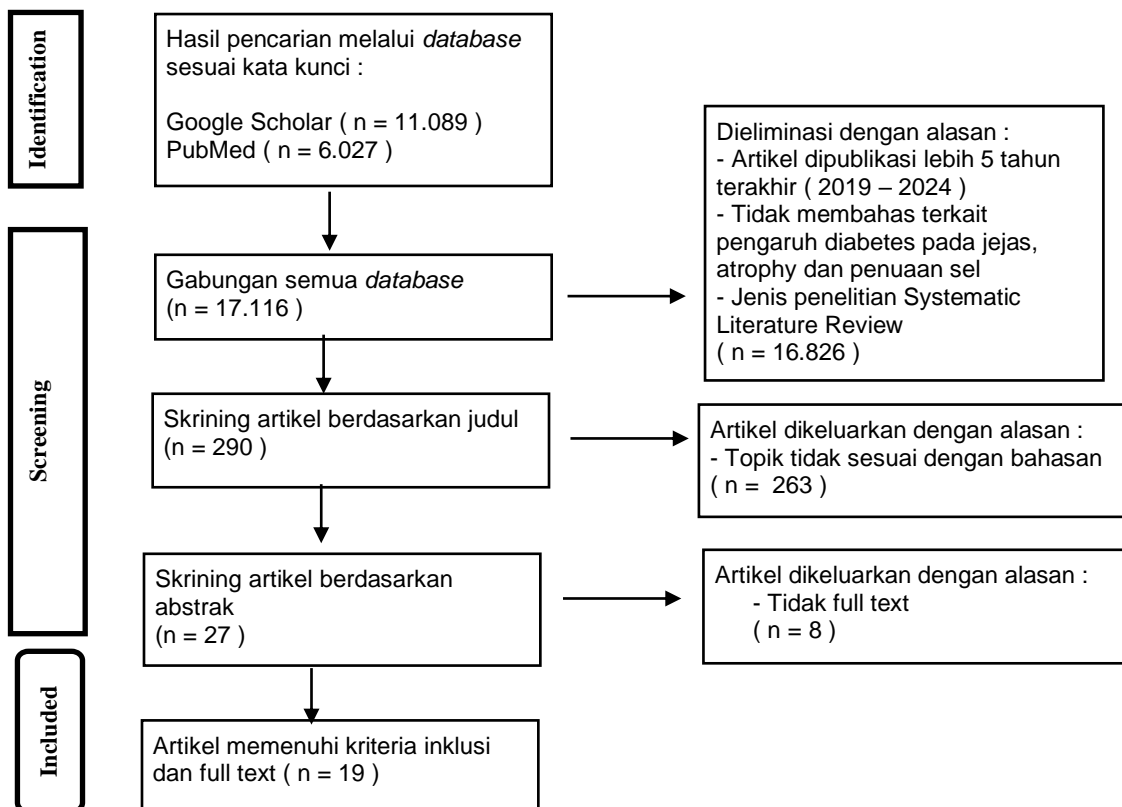 Identification
Hasil pencarian melalui database
sesuai kata kunci :
Google Scholar ( n = 11.089 )
PubMed ( n = 6.027 )
Dieliminasi dengan alasan :
- Artikel dipublikasi lebih 5 tahun
terakhir ( 2019 – 2024 )
- Tidak membahas terkait
pengaruh diabetes pada jejas,
atrophy dan penuaan sel
- Jenis penelitian Systematic
Literature Review
( n = 16.826 )
Screening
Gabungan semua database
(n = 17.116 )
Skrining artikel berdasarkan judul
(n = 290 )
Artikel dikeluarkan dengan alasan :
- Topik tidak sesuai dengan bahasan
( n = 263 )
Skrining artikel berdasarkan
abstrak
(n = 27 )
Artikel dikeluarkan dengan alasan :
- Tidak full text
( n = 8 )
Included
Artikel memenuhi kriteria inklusi
dan full text ( n = 19 )